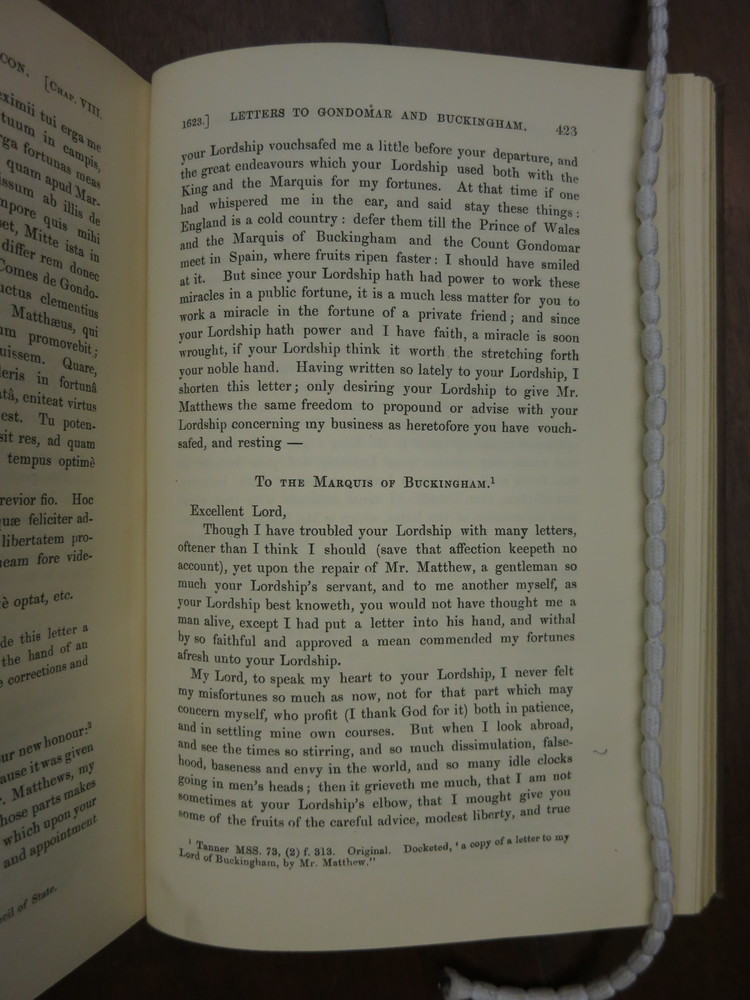 CON. [CHAP. VIII.
eximii tui erga me
tuum in campis,
rga fortunas meas
quam apud Mar-
issum ab illis de
mpore quis mihi
set, Mitte ista in
differ rem donec
Comes de Gondo-
uctus clementius
Matthæus, qui
um promovebit;
uissem. Quare,
leris in fortunâ
tâ, eniteat virtus
est. Tu poten-
sit res, ad quam
tempus optimè
revior fio. Hoc
quæ feliciter ad-
libertatem pro-
neam fore vide-
è optat, etc.
de this letter a
the hand of an
e corrections and
ur new honour:²
ause it was given
r. Matthews, my
hose parts makes
which upon your
and appointment
cil of State.
1623.] LETTERS TO GONDOMAR AND BUCKINGHAM. 423
your Lordship vouchsafed me a little before your departure, and
the great endeavours which your Lordship used both with the
King and the Marquis for my fortunes. At that time if one
had whispered me in the ear, and said stay these things:
England is a cold country: defer them till the Prince of Wales
and the Marquis of Buckingham and the Count Gondomar
meet in Spain, where fruits ripen faster: I should have smiled
at it. But since your Lordship hath had power to work these
miracles in a public fortune, it is a much less matter for you to
work a miracle in the fortune of a private friend; and since
your Lordship hath power and I have faith, a miracle is soon
wrought, if your Lordship think it worth the stretching forth
your noble hand. Having written so lately to your Lordship, I
shorten this letter; only desiring your Lordship to give Mr.
Matthews the same freedom to propound or advise with your
Lordship concerning my business as heretofore you have vouch-
safed, and resting —
TO THE MARQUIS OF BUCKINGHAM.¹
Excellent Lord,
Though I have troubled your Lordship with many letters,
oftener than I think I should (save that affection keepeth no
account), yet upon the repair of Mr. Matthew, a gentleman so
much your Lordship's servant, and to me another myself, as
your Lordship best knoweth, you would not have thought me a
man alive, except I had put a letter into his hand, and withal
by so faithful and approved a mean commended my fortunes
afresh unto your Lordship.
My Lord, to speak my heart to your Lordship, I never felt
my misfortunes so much as now, not for that part which may
concern myself, who profit (I thank God for it) both in patience,
and in settling mine own courses. But when I look abroad,
and see the times so stirring, and so much dissimulation, false-
hood, baseness and envy in the world, and so many idle clocks
going in men's heads; then it grieveth me much, that I am not
sometimes at your Lordship's elbow, that I mought give you
some of the fruits of the careful advice, modest liberty, and true
¹ Tanner MSS. 73, (2) f. 313. Original. Docketed, 'a copy of a letter to my
Lord of Buckingham, by Mr. Matthew."